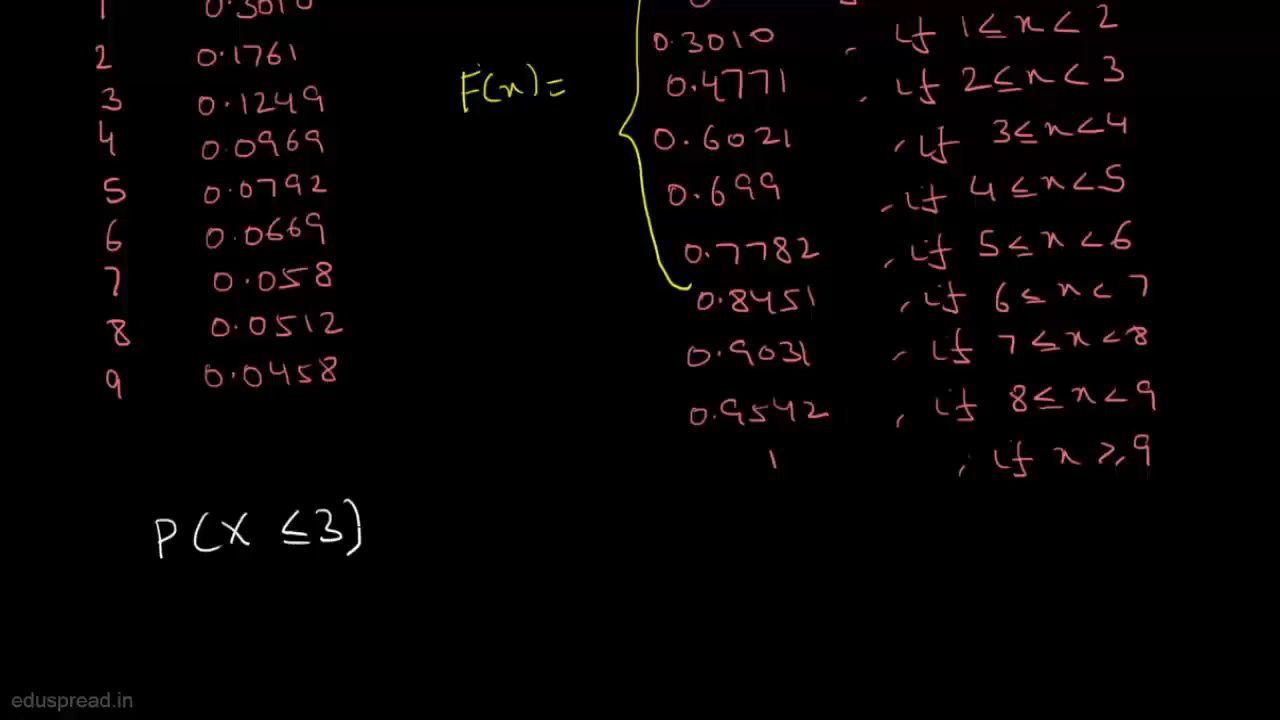 1 0.3010
2 0.1761
3 0.1249
4 0.0969
5 0.0792
6 0.0669
7 0.058
8 0.0512
9 0.0458
F(x)=
0.3010 , if 1≤x<2
0.4771 , if 2≤x<3
0.6021 , if 3≤x<4
0.699 , if 4≤x<5
0.7782 , if 5≤x<6
0.8451 , if 6≤x<7
0.9031 , if 7≤x<8
0.9542 , if 8≤x<9
1 , if x≥9
P(X ≤3)
eduspread.in